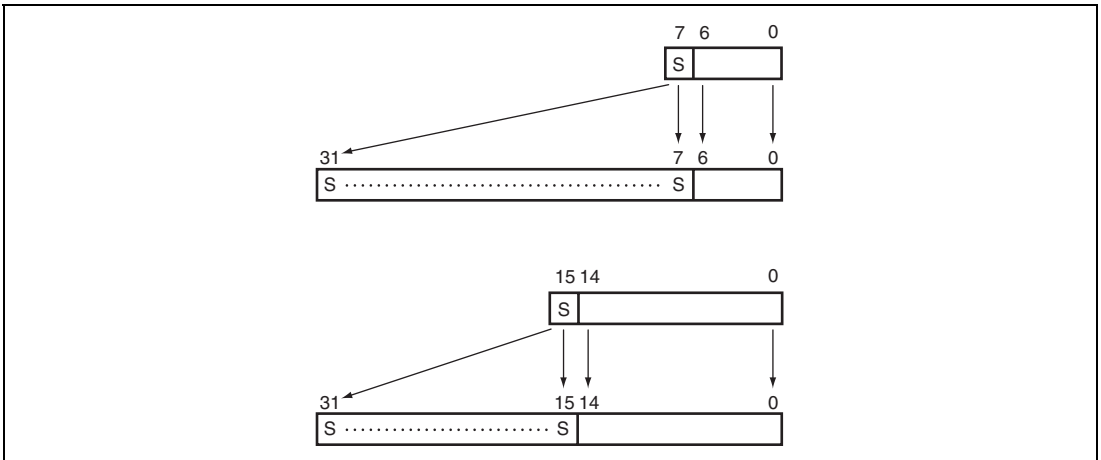 7 6 0
S
31 7 6 0
S ........................................ S
15 14 0
S
31 15 14 0
S .......................... S